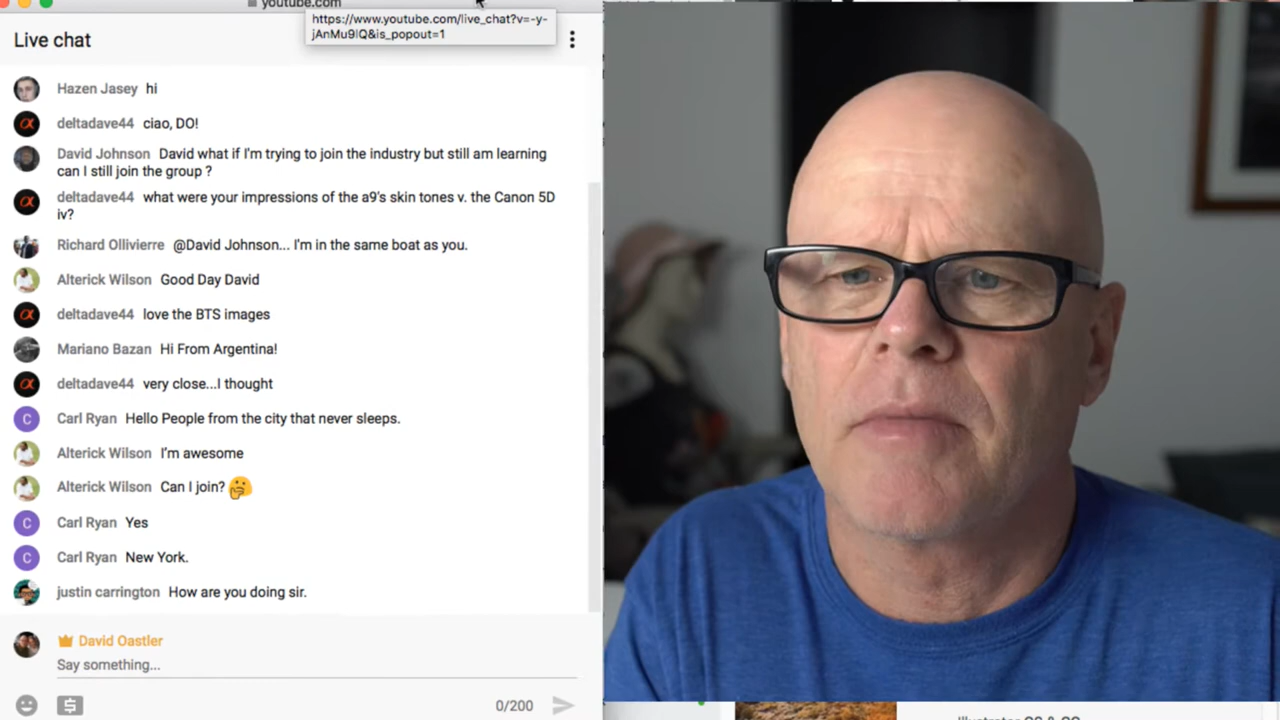 youtube.com
https://www.youtube.com/live_chat?v=-y-
jAnMu9lQ&is_popout=1
Live chat
Hazen Jasey hi
deltadave44 ciao, DO!
David Johnson David what if I'm trying to join the industry but still am learning
can I still join the group ?
deltadave44 what were your impressions of the a9's skin tones v. the Canon 5D
iv?
Richard Ollivierre @David Johnson... I'm in the same boat as you.
Alterick Wilson Good Day David
deltadave44 love the BTS images
Mariano Bazan Hi From Argentina!
deltadave44 very close...I thought
Carl Ryan Hello People from the city that never sleeps.
Alterick Wilson I'm awesome
Alterick Wilson Can I join? 🤔
Carl Ryan Yes
Carl Ryan New York.
justin carrington How are you doing sir.
David Oastler
Say something...
0/200